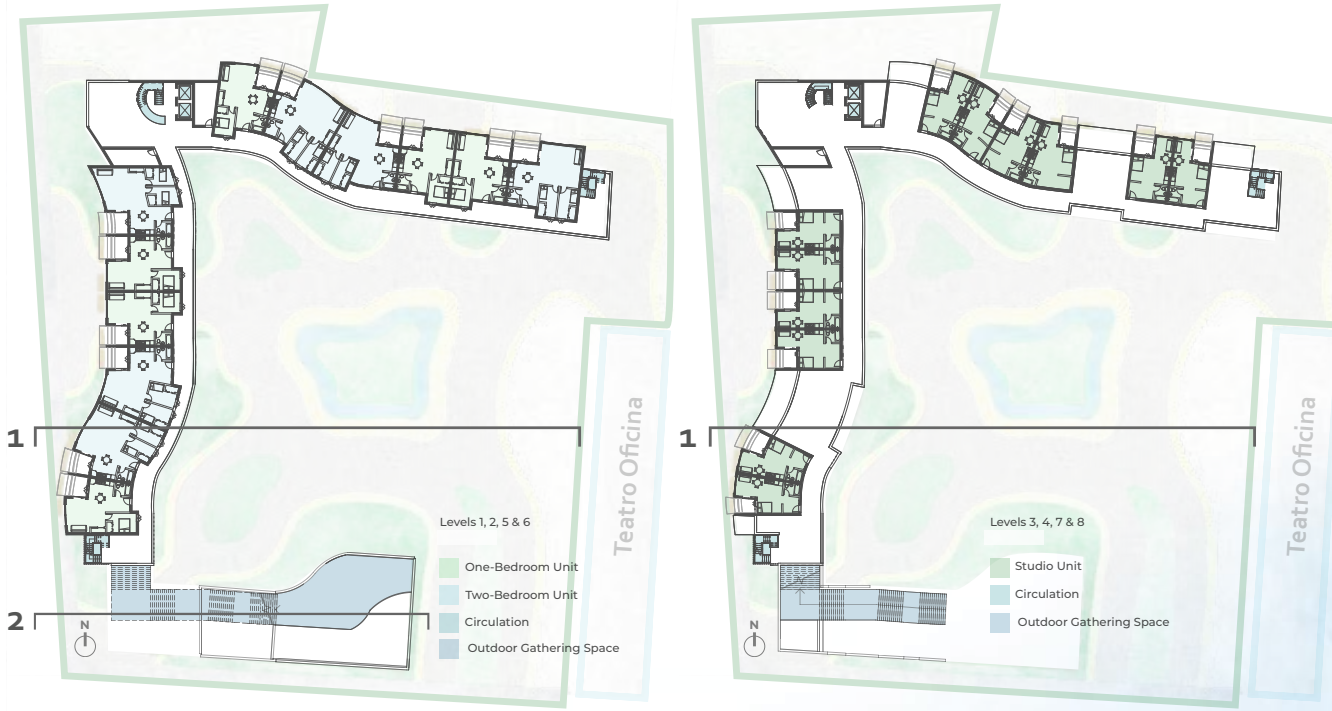 1
2
N
Levels 1, 2, 5 & 6
One-Bedroom Unit
Two-Bedroom Unit
Circulation
Outdoor Gathering Space
Teatro Oficina
1
N
Levels 3, 4, 7 & 8
Studio Unit
Circulation
Outdoor Gathering Space
Teatro Oficina